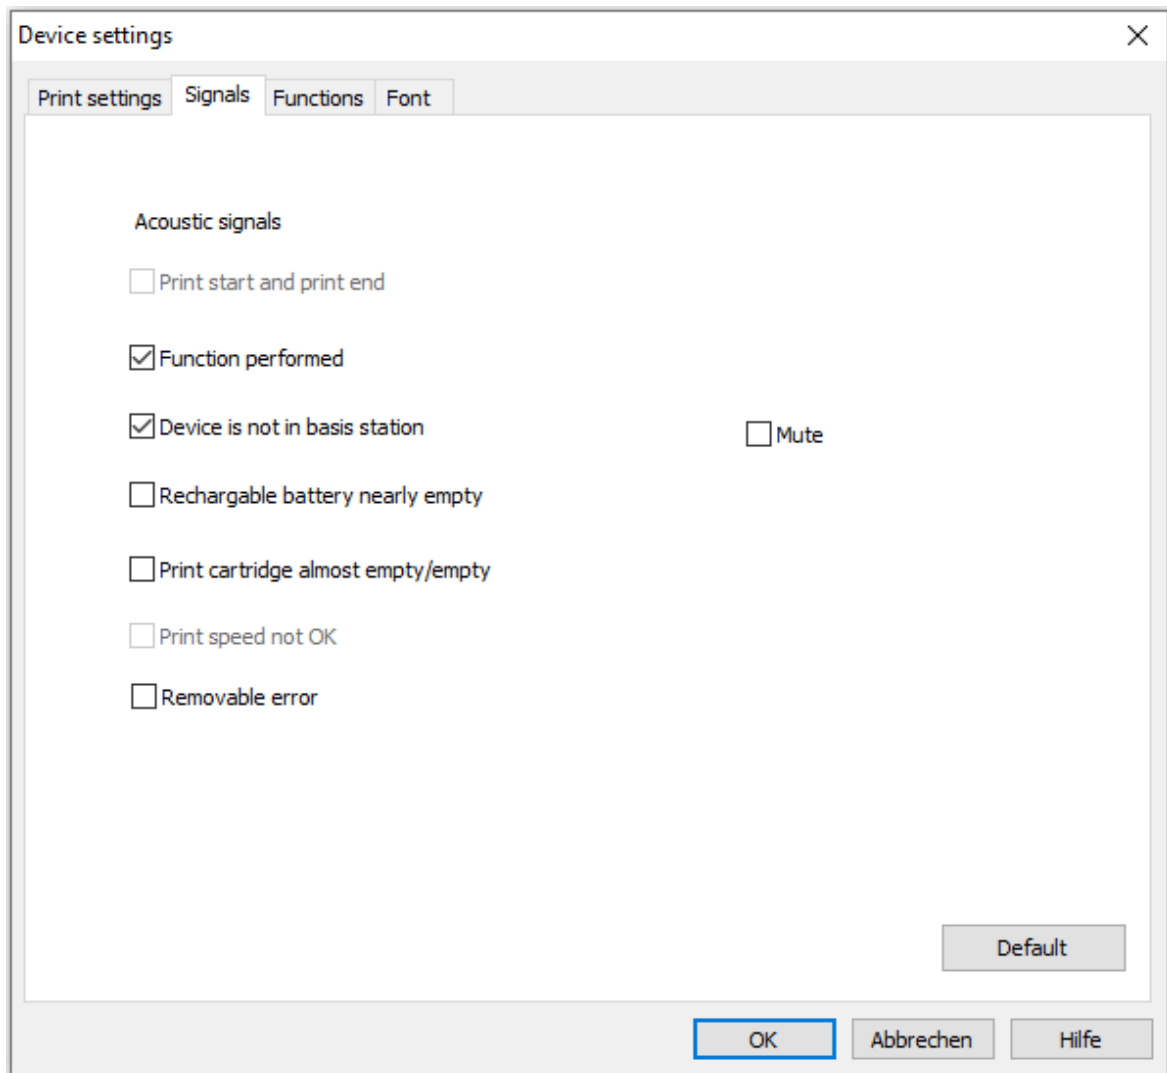 Device settings
Print settings Signals Functions Font
Acoustic signals
Print start and print end
Function performed
Device is not in basis station
Mute
Rechargable battery nearly empty
Print cartridge almost empty/empty
Print speed not OK
Removable error
Default
OK Abbrechen Hilfe